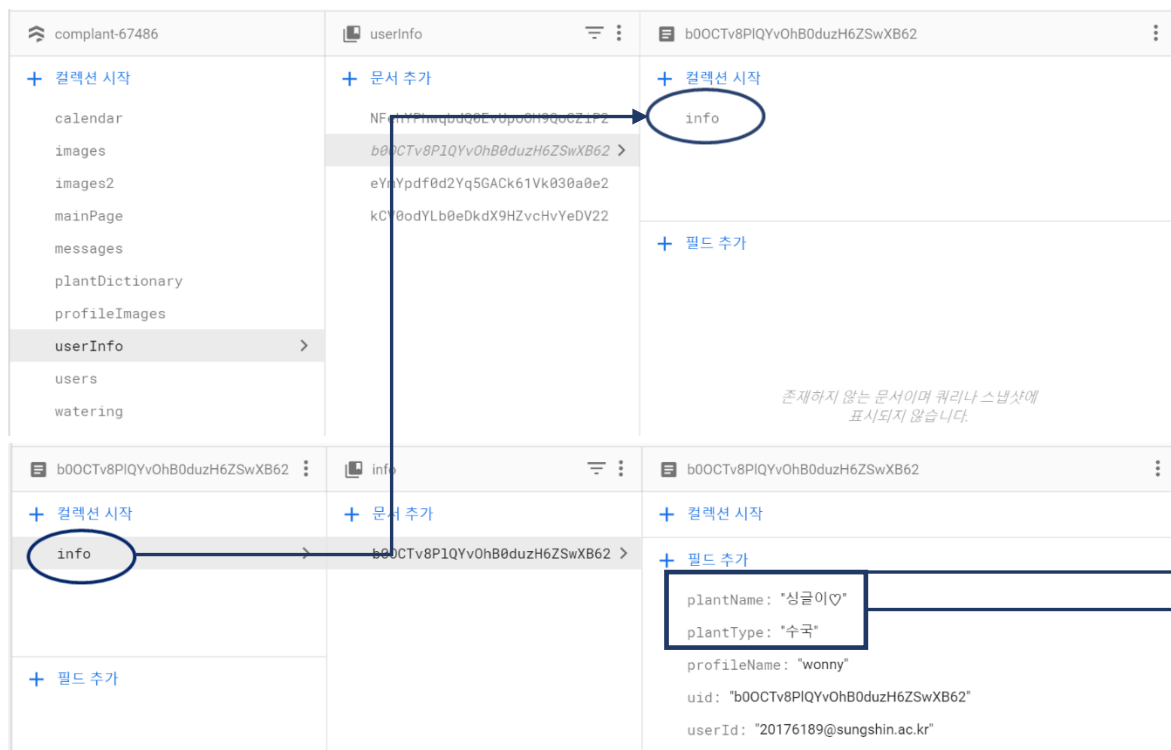 complant-67486
userInfo
b0OCTv8PlQYvOhB0duzH6ZSwXB62
컬렉션 시작
문서 추가
컬렉션 시작
calendar
images
images2
mainPage
messages
plantDictionary
profileImages
userInfo
users
watering
b0OCTv8PlQYvOhB0duzH6ZSwXB62
eYmYpdf0d2Yq5GACk61Vk030a0e2
kCV0odYLb0eDkdX9HZvcHvYeDV22
info
필드 추가
존재하지 않는 문서이며 쿼리나 스냅샷에
표시되지 않습니다.
b0OCTv8PlQYvOhB0duzH6ZSwXB62
info
b0OCTv8PlQYvOhB0duzH6ZSwXB62
컬렉션 시작
문서 추가
컬렉션 시작
info
b0OCTv8PlQYvOhB0duzH6ZSwXB62
필드 추가
필드 추가
plantName: "싱글이♡"
plantType: "수국"
profileName: "wonny"
uid: "b0OCTv8PlQYvOhB0duzH6ZSwXB62"
userId: "20176189@sungshin.ac.kr"